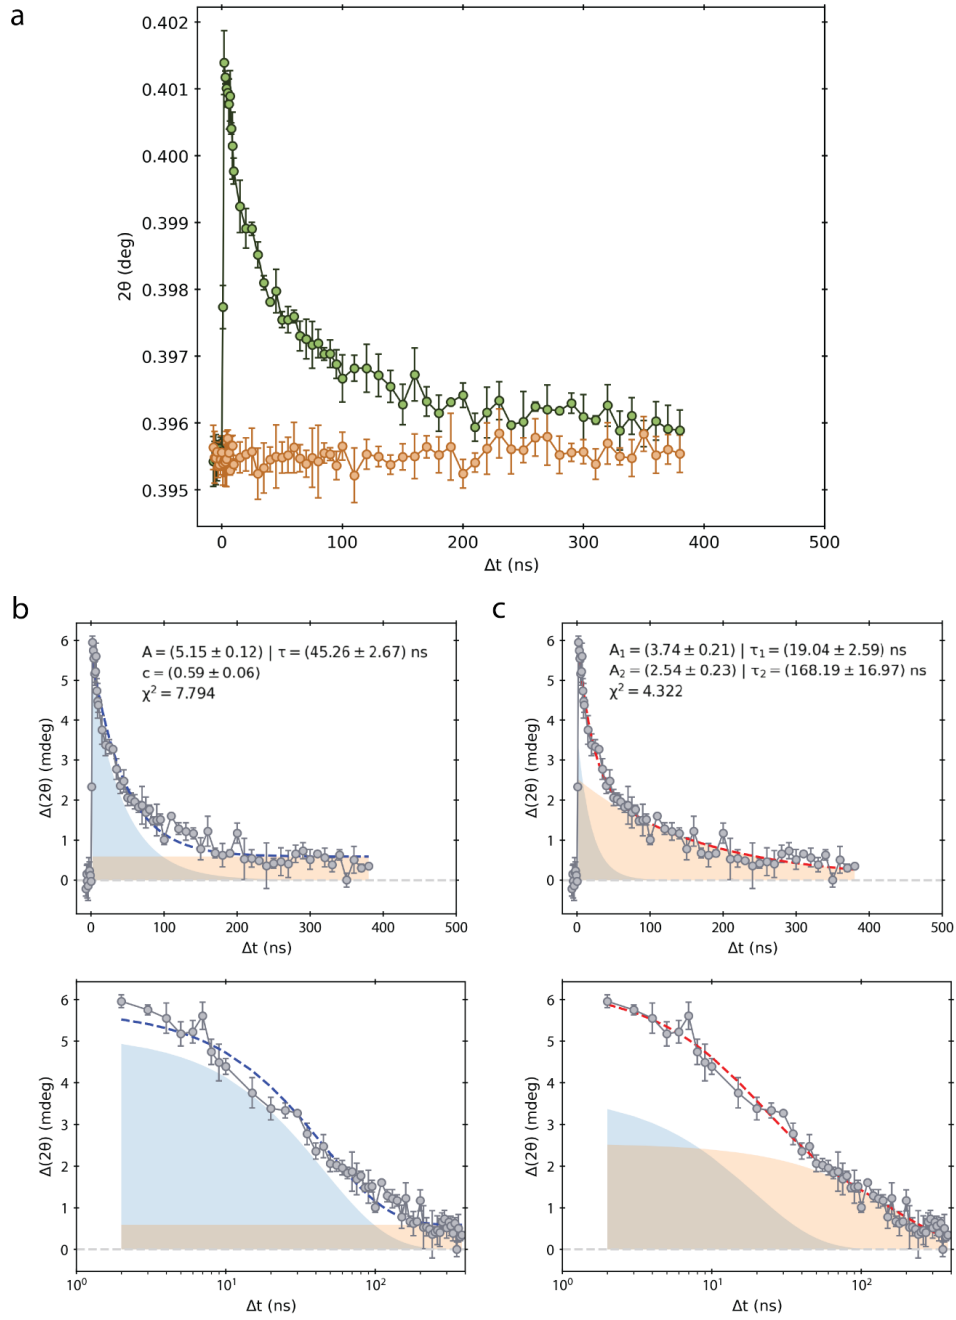 a
0.402
0.401
0.400
0.399
0.398
0.397
0.396
0.395
2θ (deg)
0 100 200 300 400 500
Δt (ns)
b
6
5
4
3
2
1
0
Δ(2θ) (mdeg)
A = (5.15 ± 0.12) | τ = (45.26 ± 2.67) ns
c = (0.59 ± 0.06)
χ² = 7.794
0 100 200 300 400 500
Δt (ns)
c
6
5
4
3
2
1
0
Δ(2θ) (mdeg)
A₁ = (3.74 ± 0.21) | τ₁ = (19.04 ± 2.59) ns
A₂ = (2.54 ± 0.23) | τ₂ = (168.19 ± 16.97) ns
χ² = 4.322
0 100 200 300 400 500
Δt (ns)
6
5
4
3
2
1
0
Δ(2θ) (mdeg)
10⁰ 10¹ 10²
Δt (ns)
6
5
4
3
2
1
0
Δ(2θ) (mdeg)
10⁰ 10¹ 10²
Δt (ns)